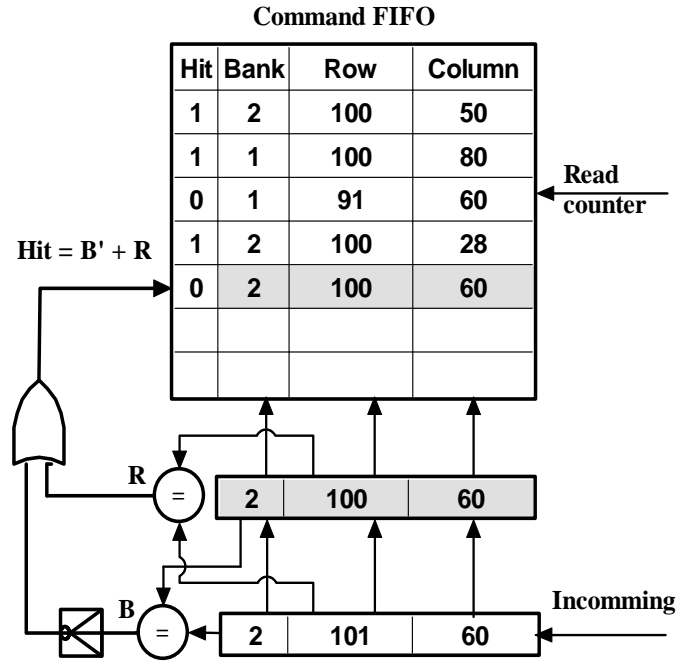 Command FIFO
Hit Bank Row Column
1 2 100 50
1 1 100 80
0 1 91 60
1 2 100 28
0 2 100 60
Read
counter
Hit = B' + R
R
=
2 100 60
B
=
2 101 60
Incomming